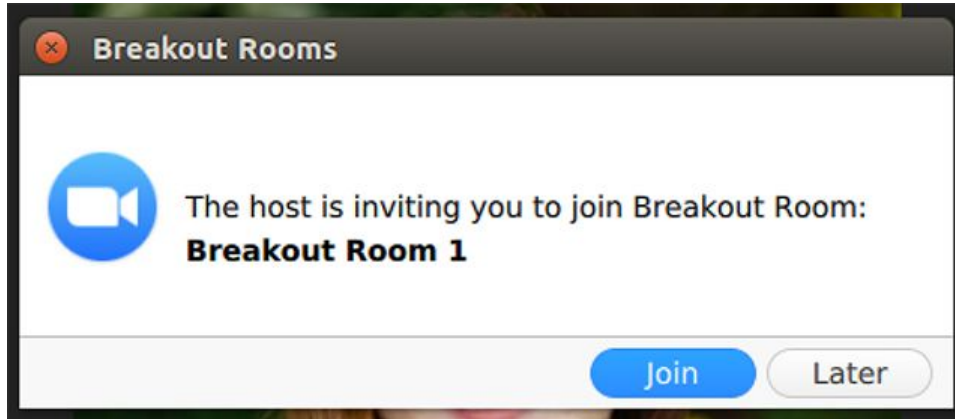 Breakout Rooms
The host is inviting you to join Breakout Room:
Breakout Room 1
Join Later